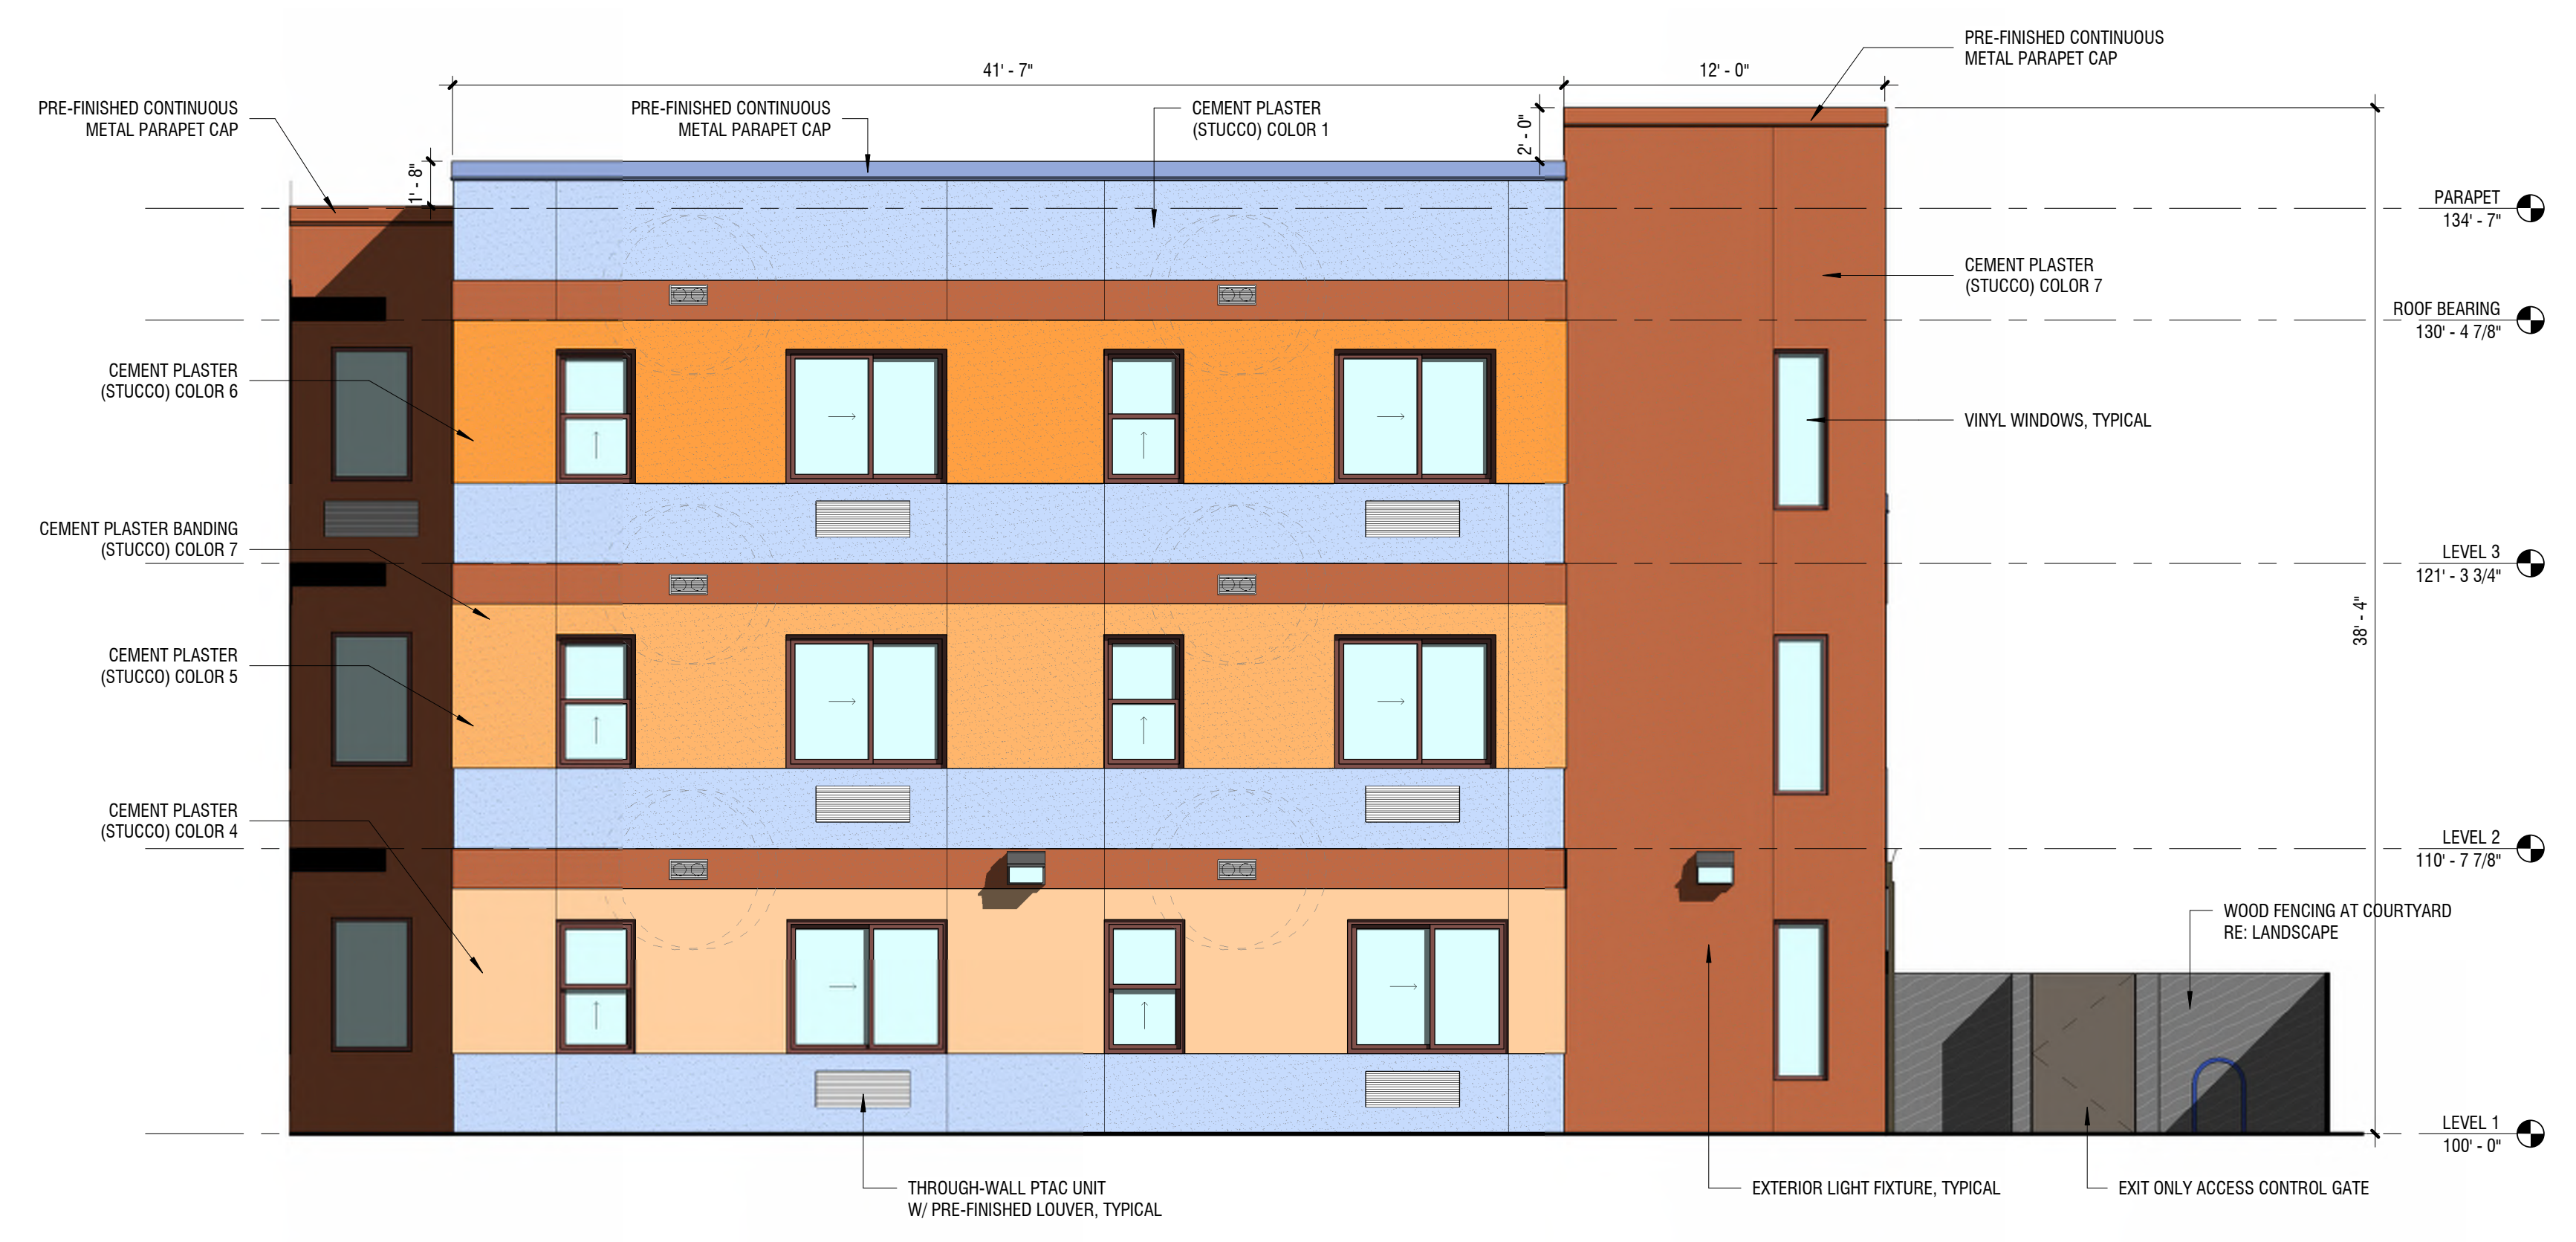 PRE-FINISHED CONTINUOUS
METAL PARAPET CAP
41' - 7"
12' - 0"
PRE-FINISHED CONTINUOUS
METAL PARAPET CAP
PRE-FINISHED CONTINUOUS
METAL PARAPET CAP
CEMENT PLASTER
(STUCCO) COLOR 1
2' - 0"
1' - 8"
PARAPET
134' - 7"
CEMENT PLASTER
(STUCCO) COLOR 7
ROOF BEARING
130' - 4 7/8"
CEMENT PLASTER
(STUCCO) COLOR 6
VINYL WINDOWS, TYPICAL
CEMENT PLASTER BANDING
(STUCCO) COLOR 7
LEVEL 3
121' - 3 3/4"
38' - 4"
CEMENT PLASTER
(STUCCO) COLOR 5
CEMENT PLASTER
(STUCCO) COLOR 4
LEVEL 2
110' - 7 7/8"
WOOD FENCING AT COURTYARD
RE: LANDSCAPE
LEVEL 1
100' - 0"
THROUGH-WALL PTAC UNIT
W/ PRE-FINISHED LOUVER, TYPICAL
EXTERIOR LIGHT FIXTURE, TYPICAL
EXIT ONLY ACCESS CONTROL GATE